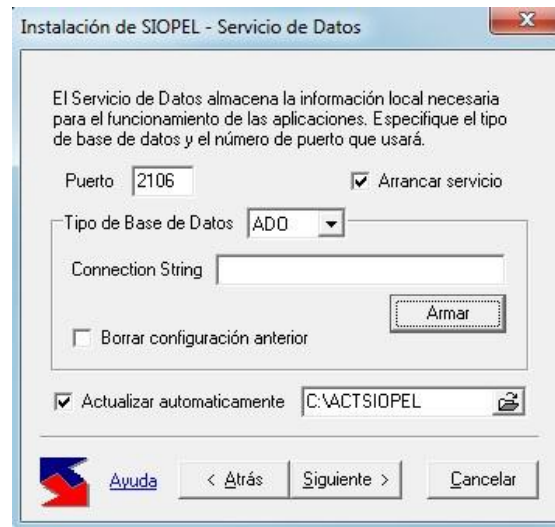 Instalación de SIOPEL - Servicio de Datos
El Servicio de Datos almacena la información local necesaria
para el funcionamiento de las aplicaciones. Especifique el tipo
de base de datos y el número de puerto que usará.
Puerto 2106 Arrancar servicio
Tipo de Base de Datos ADO
Connection String
Armar
Borrar configuración anterior
Actualizar automaticamente C:\ACTSIOPEL
Ayuda < Atrás Siguiente > Cancelar